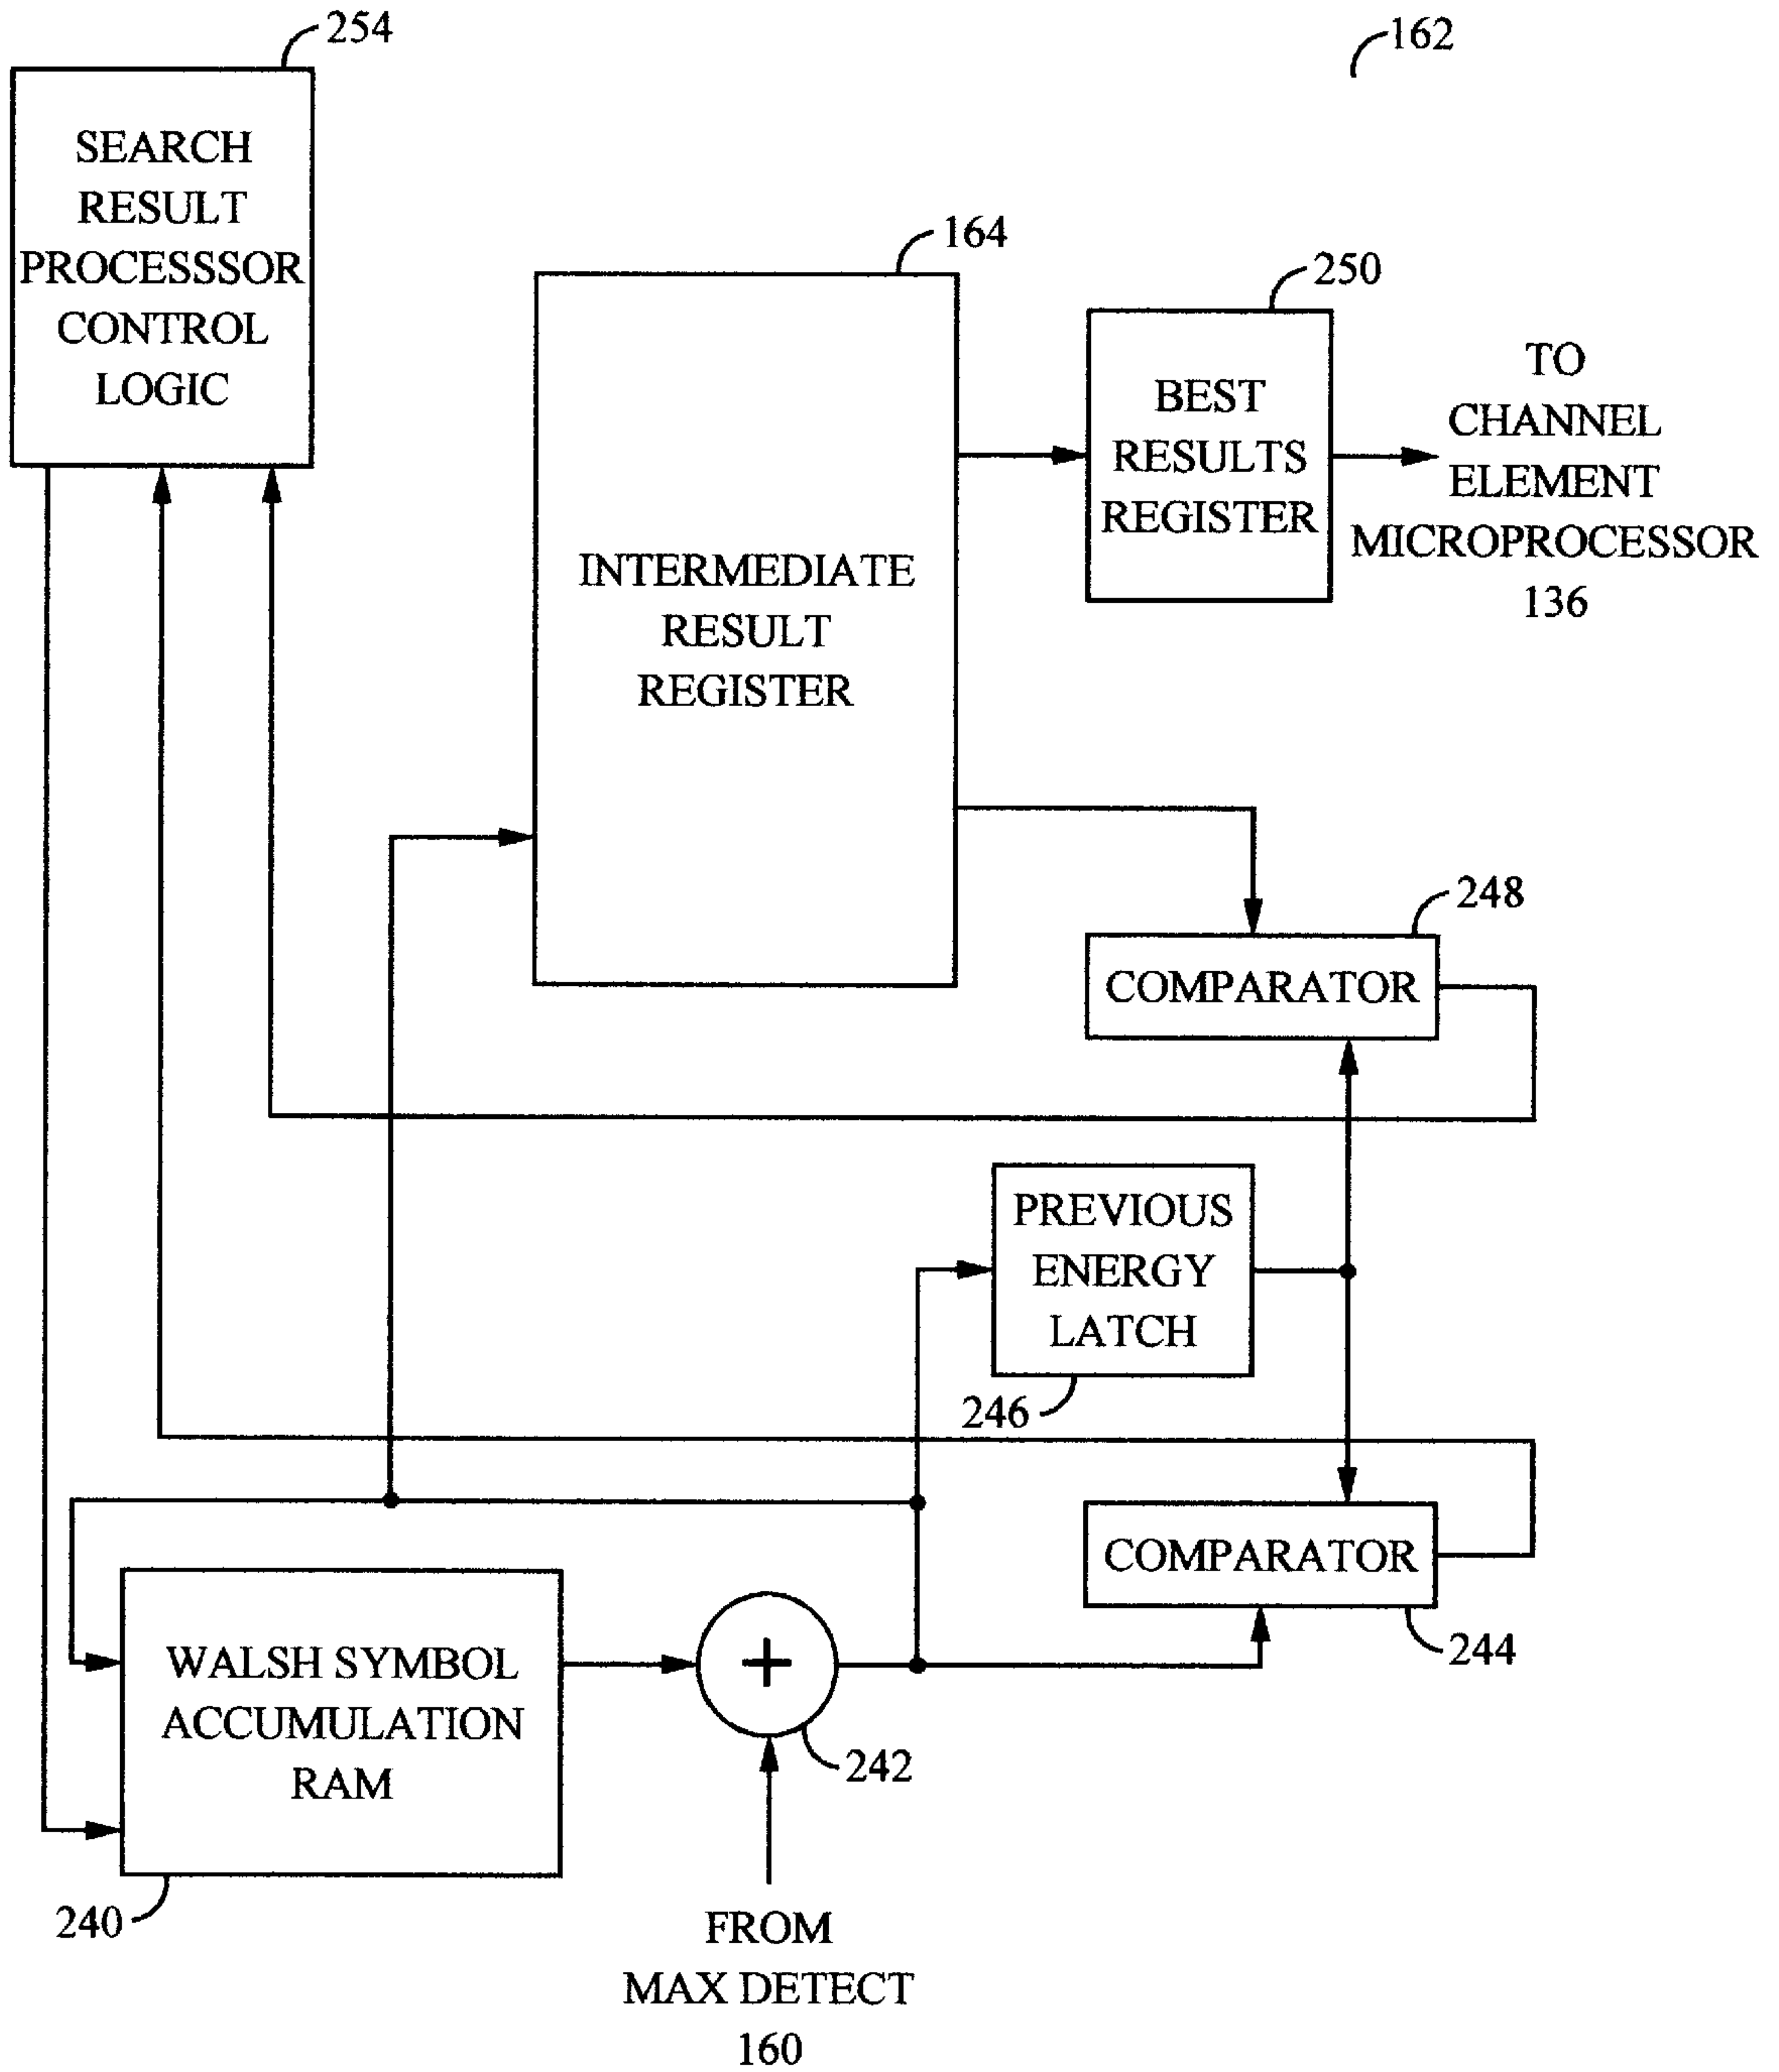 254
162
SEARCH
RESULT
PROCESSSOR
CONTROL
LOGIC
164
INTERMEDIATE
RESULT
REGISTER
250
BEST
RESULTS
REGISTER
TO
CHANNEL
ELEMENT
MICROPROCESSOR
136
248
COMPARATOR
PREVIOUS
ENERGY
LATCH
246
COMPARATOR
244
WALSH SYMBOL
ACCUMULATION
RAM
240
+
242
FROM
MAX DETECT
160